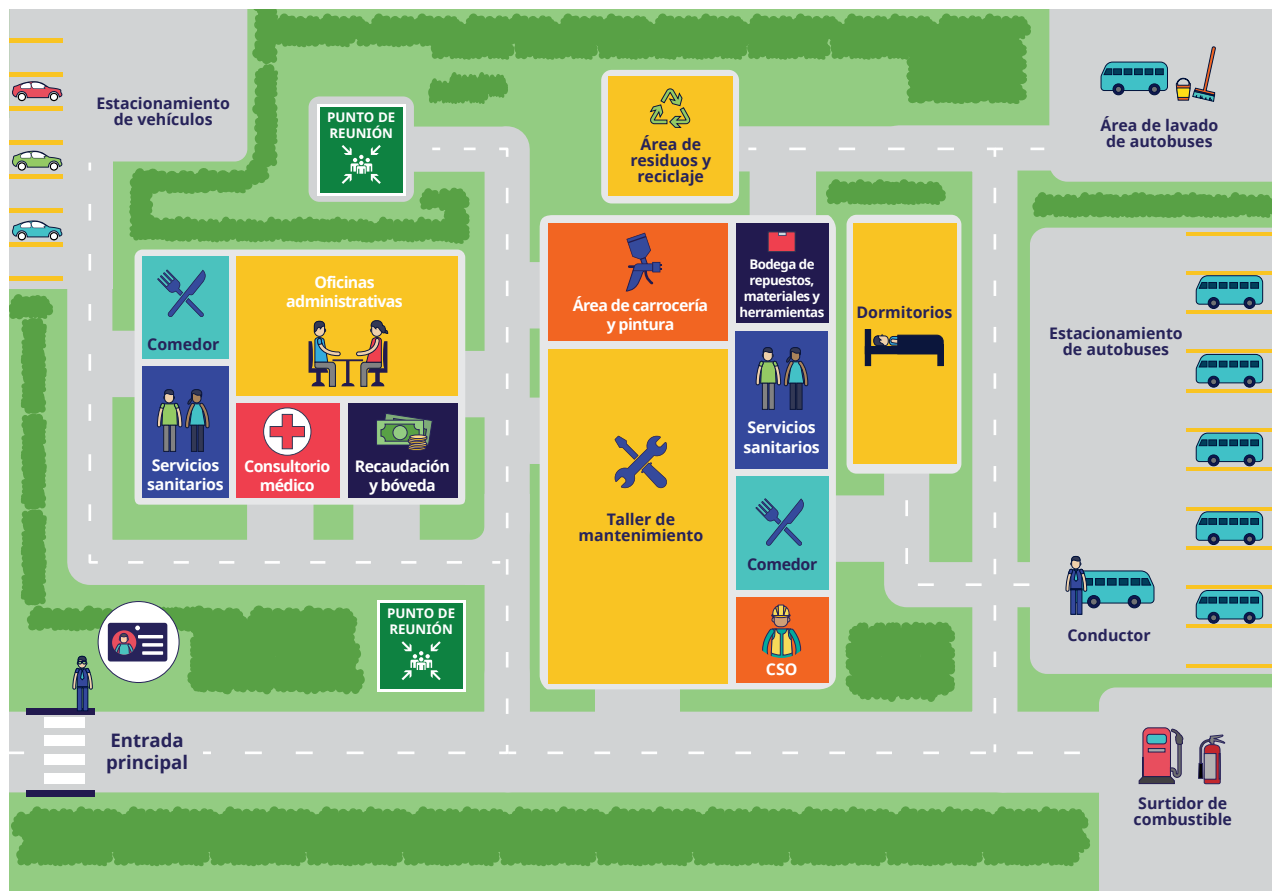 Estacionamiento
de vehículos
PUNTO DE
REUNIÓN
Área de
residuos y
reciclaje
Área de lavado
de autobuses
Comedor
Oficinas
administrativas
Servicios
sanitarios
Consultorio
médico
Recaudación
y bóveda
Área de carrocería
y pintura
Bodega de
repuestos,
materiales y
herramientas
Dormitorios
Estacionamiento
de autobuses
Servicios
sanitarios
Taller de
mantenimiento
Comedor
CSO
Conductor
PUNTO DE
REUNIÓN
Entrada
principal
Surtidor de
combustible